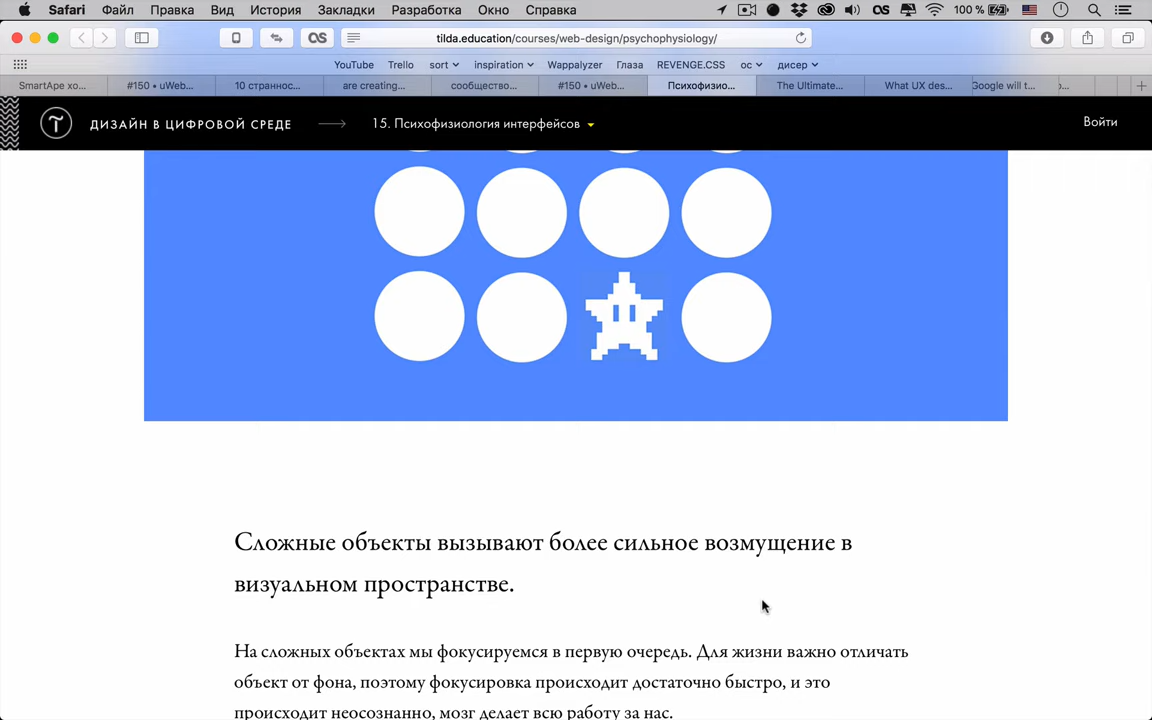 Safari Файл Правка Вид История Закладки Разработка Окно Справка 100 %
tilda.education/courses/web-design/psychophysiology/
YouTube Trello sort inspiration Wappalyzer Глаза REVENGE.CSS ос дисер
SmartApe хо... #150 • uWeb... 10 страннос... are creating... сообщество... #150 • uWeb... Психофизио... The Ultimate... What UX des... Google will t...
ДИЗАЙН В ЦИФРОВОЙ СРЕДЕ 15. Психофизиология интерфейсов Войти
Сложные объекты вызывают более сильное возмущение в
визуальном пространстве.
На сложных объектах мы фокусируемся в первую очередь. Для жизни важно отличать
объект от фона, поэтому фокусировка происходит достаточно быстро, и это
происходит неосознанно, мозг делает всю работу за нас.